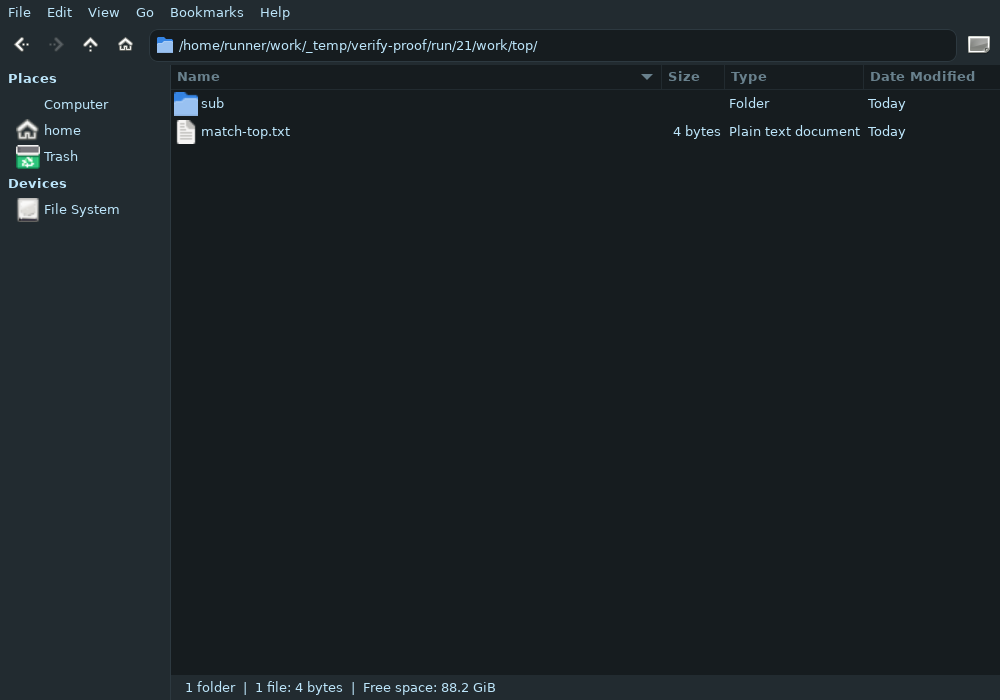 File Edit View Go Bookmarks Help
/home/runner/work/_temp/verify-proof/run/21/work/top/
Places
Computer
home
Trash
Devices
File System
Name Size Type Date Modified
sub Folder Today
match-top.txt 4 bytes Plain text document Today
1 folder | 1 file: 4 bytes | Free space: 88.2 GiB